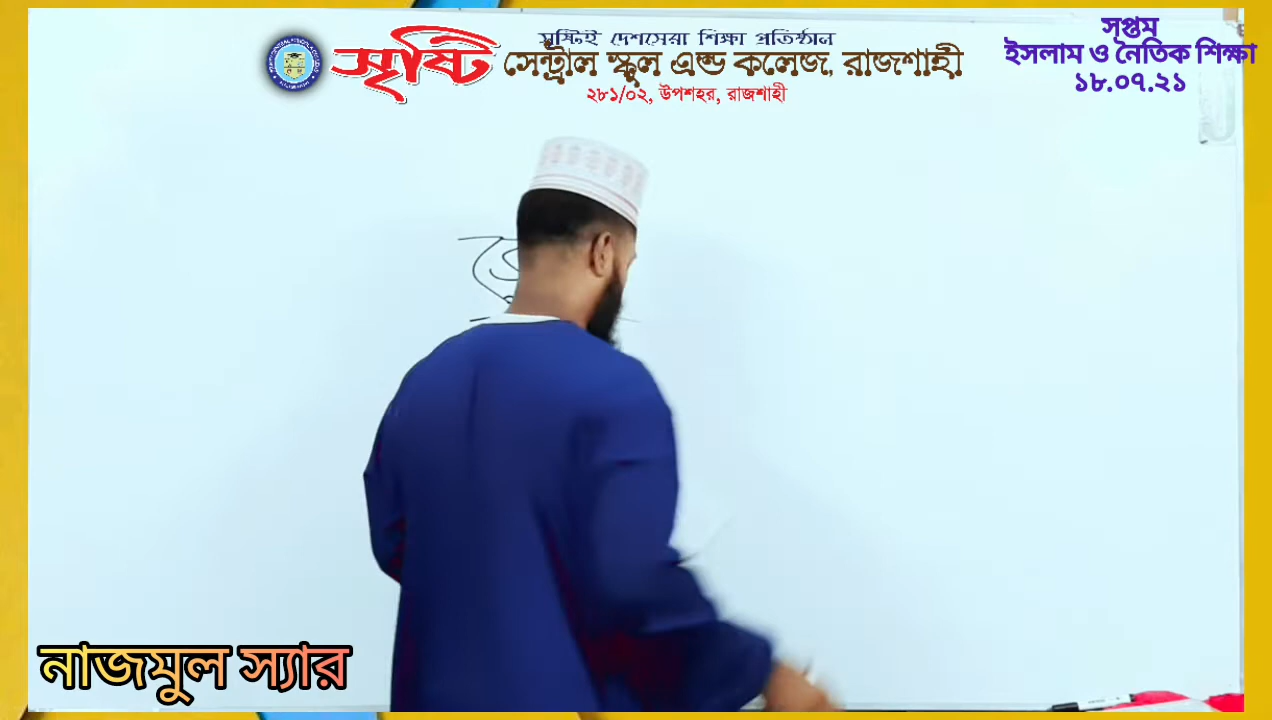 সৃষ্টিই দেশসেরা শিক্ষা প্রতিষ্ঠান
সৃষ্টি সেন্ট্রাল স্কুল এন্ড কলেজ, রাজশাহী
২৮১/০২, উপশহর, রাজশাহী
সপ্তম
ইসলাম ও নৈতিক শিক্ষা
১৮.০৭.২১
নাজমুল স্যার